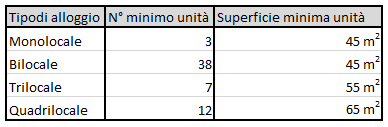 Tipodi alloggio N° minimo unità Superficie minima unità
Monolocale 3 45 m²
Bilocale 38 45 m²
Trilocale 7 55 m²
Quadrilocale 12 65 m²